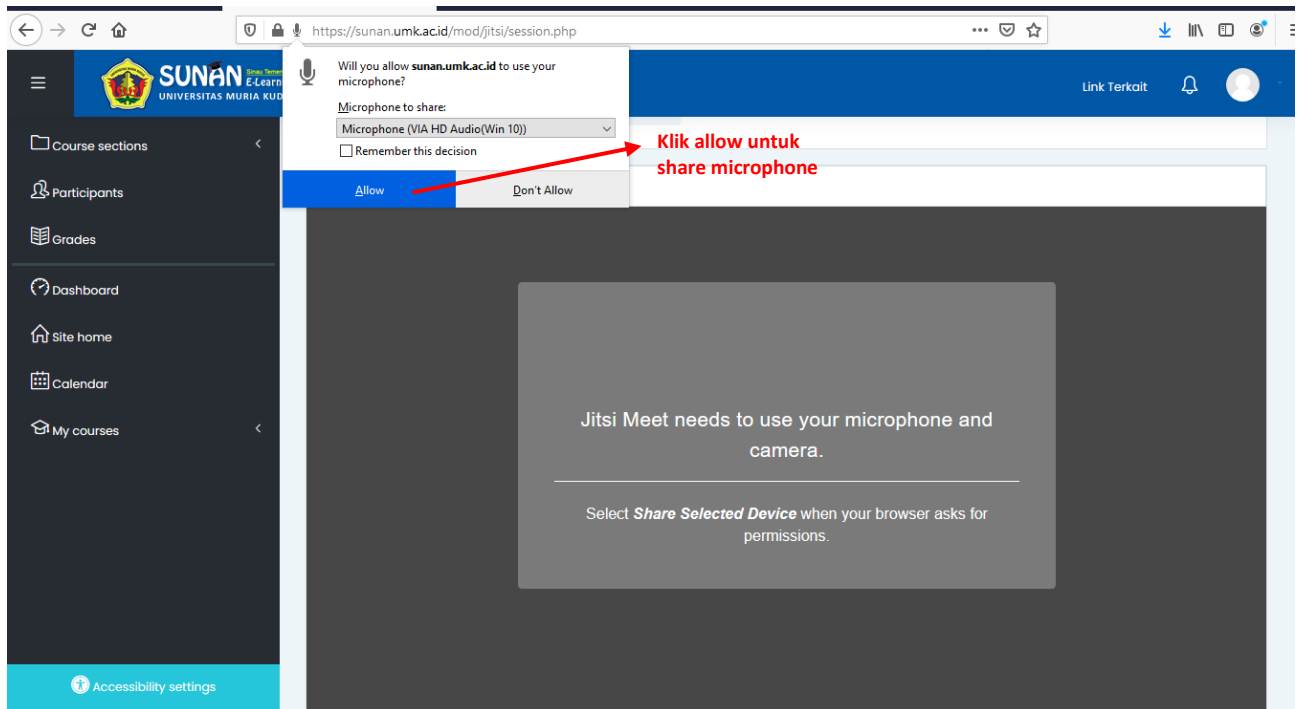 https://sunan.umk.ac.id/mod/jitsi/session.php
SUNAN
Sinau Temen
E-Learn
UNIVERSITAS MURIA KUD
Will you allow sunan.umk.ac.id to use your
microphone?
Microphone to share:
Microphone (VIA HD Audio(Win 10))
Remember this decision
Allow
Don't Allow
Link Terkait
Klik allow untuk
share microphone
Course sections
Participants
Grades
Dashboard
Site home
Calendar
My courses
Accessibility settings
Jitsi Meet needs to use your microphone and
camera.
Select Share Selected Device when your browser asks for
permissions.